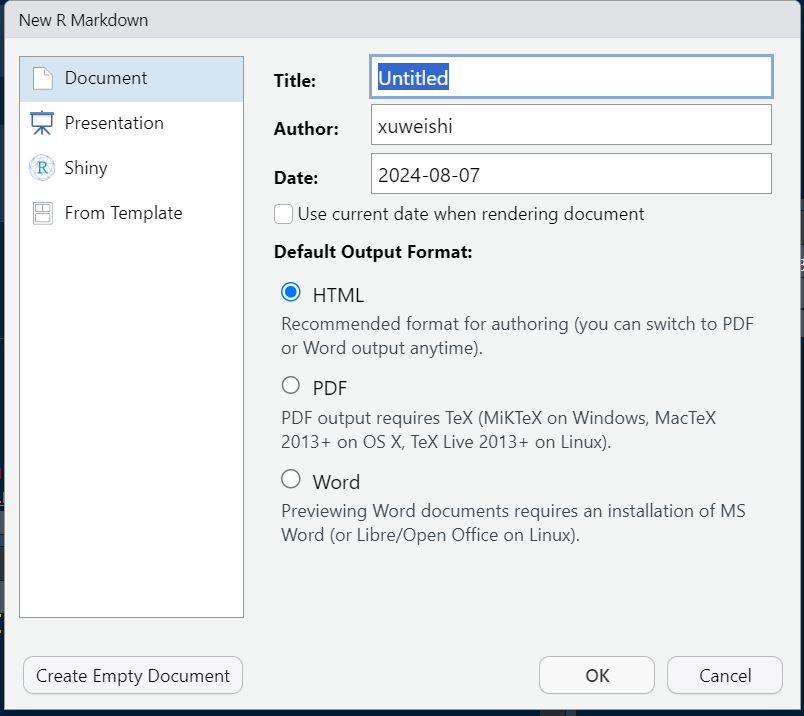 New R Markdown
Document
Presentation
R
Shiny
From Template
Title:
Untitled
Author:
xuweishi
Date:
2024-08-07
Use current date when rendering document
Default Output Format:
HTML
Recommended format for authoring (you can switch to PDF
or Word output anytime).
PDF
PDF output requires TeX (MiKTeX on Windows, MacTeX
2013+ on OS X, TeX Live 2013+ on Linux).
Word
Previewing Word documents requires an installation of MS
Word (or Libre/Open Office on Linux).
Create Empty Document
OK
Cancel